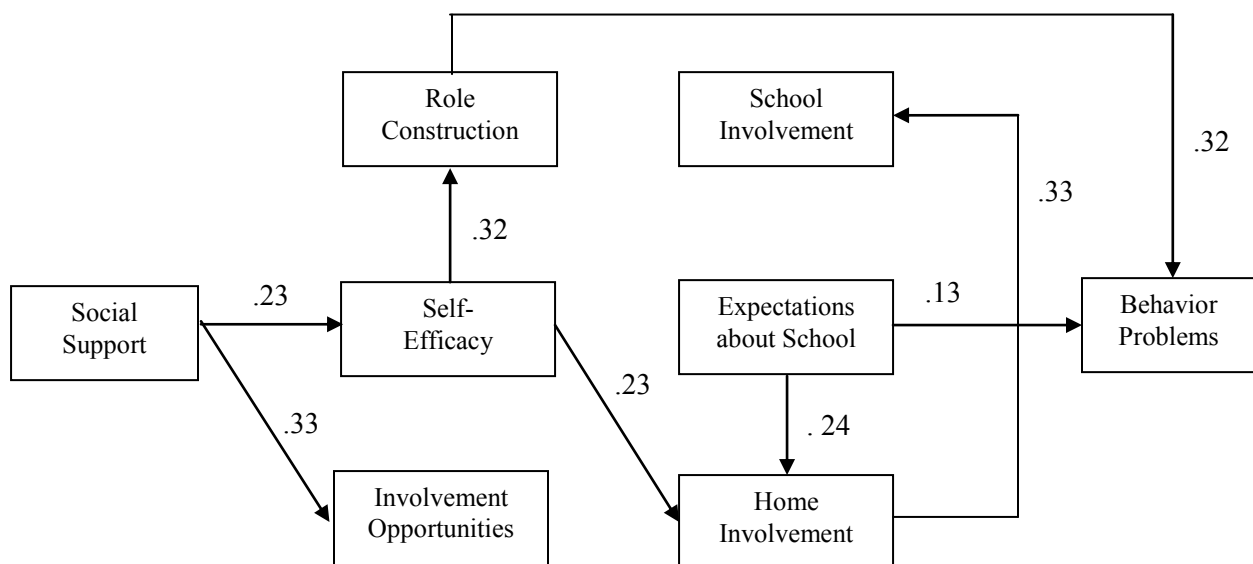 Role
Construction
School
Involvement
.32
.33
.32
Social
Support
.23
Self-
Efficacy
Expectations
about School
.13
Behavior
Problems
.23
.33
. 24
Involvement
Opportunities
Home
Involvement